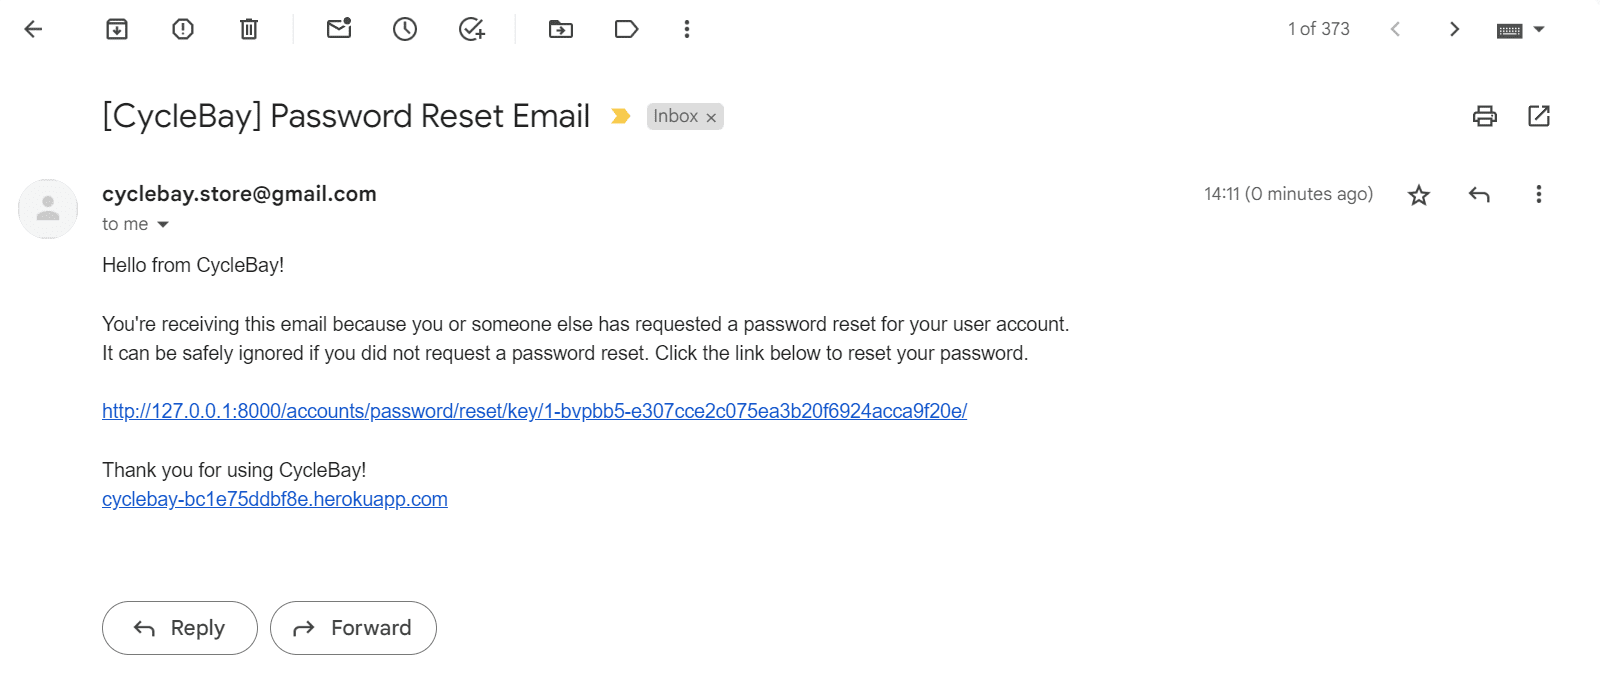 1 of 373
[CycleBay] Password Reset Email Inbox ×
cyclebay.store@gmail.com 14:11 (0 minutes ago)
to me
Hello from CycleBay!
You're receiving this email because you or someone else has requested a password reset for your user account.
It can be safely ignored if you did not request a password reset. Click the link below to reset your password.
http://127.0.0.1:8000/accounts/password/reset/key/1-bvpbb5-e307cce2c075ea3b20f6924acca9f20e/
Thank you for using CycleBay!
cyclebay-bc1e75ddbf8e.herokuapp.com
Reply Forward